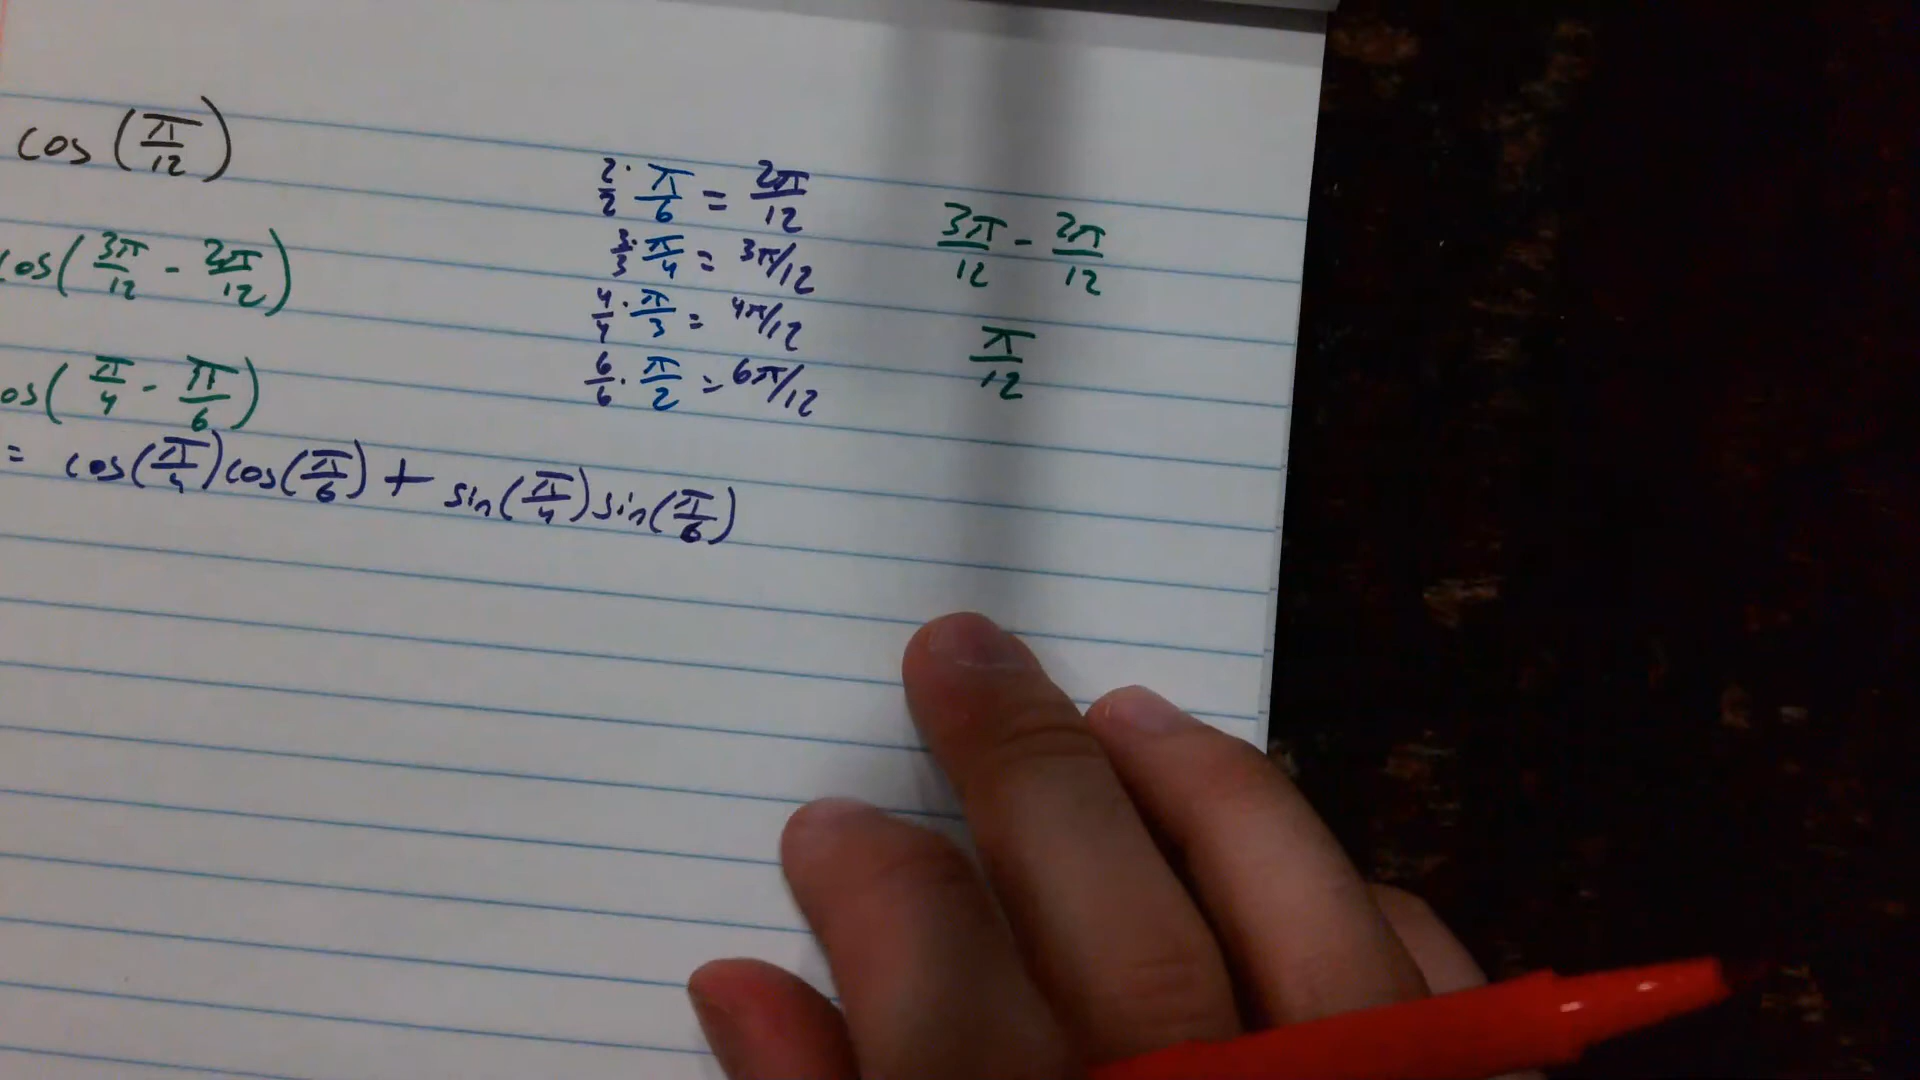 cos (π/12)
cos(3π/12 - 2π/12)
cos(π/4 - π/6)
= cos(π/4)cos(π/6) + sin(π/4)sin(π/6)
2/2 · π/6 = 2π/12
3/3 · π/4 = 3π/12
4/4 · π/3 = 4π/12
6/6 · π/2 = 6π/12
3π/12 - 2π/12
π/12